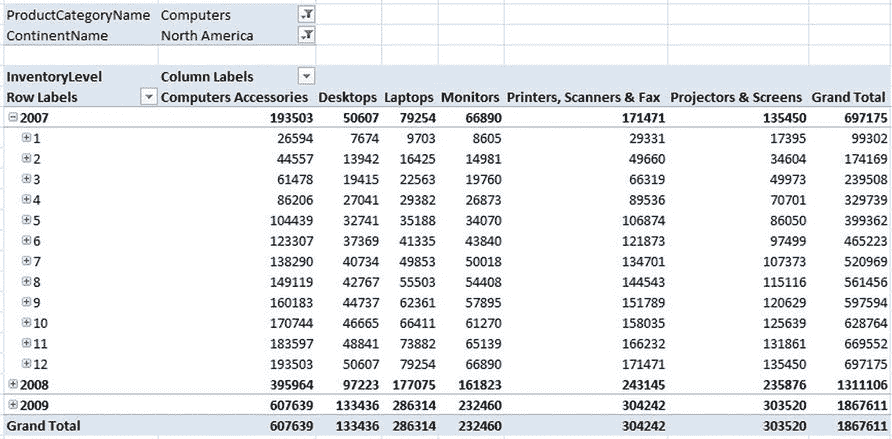 ProductCategoryName Computers
ContinentName North America
InventoryLevel Column Labels
Row Labels Computers Accessories Desktops Laptops Monitors Printers, Scanners & Fax Projectors & Screens Grand Total
2007 193503 50607 79254 66890 171471 135450 697175
1 26594 7674 9703 8605 29331 17395 99302
2 44557 13942 16425 14981 49660 34604 174169
3 61478 19415 22563 19760 66319 49973 239508
4 86206 27041 29382 26873 89536 70701 329739
5 104439 32741 35188 34070 106874 86050 399362
6 123307 37369 41335 43840 121873 97499 465223
7 138290 40734 49853 50018 134701 107373 520969
8 149119 42767 55503 54408 144543 115116 561456
9 160183 44737 62361 57895 151789 120629 597594
10 170744 46665 66411 61270 158035 125639 628764
11 183597 48841 73882 65139 166232 131861 669552
12 193503 50607 79254 66890 171471 135450 697175
2008 395964 97223 177075 161823 243145 235876 1311106
2009 607639 133436 286314 232460 304242 303520 1867611
Grand Total 607639 133436 286314 232460 304242 303520 1867611